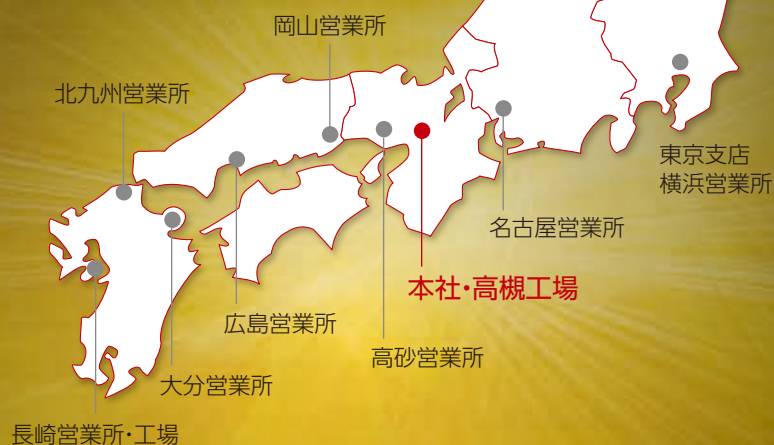 岡山営業所
北九州営業所
東京支店
横浜営業所
名古屋営業所
本社・高槻工場
広島営業所
高砂営業所
大分営業所
長崎営業所・工場